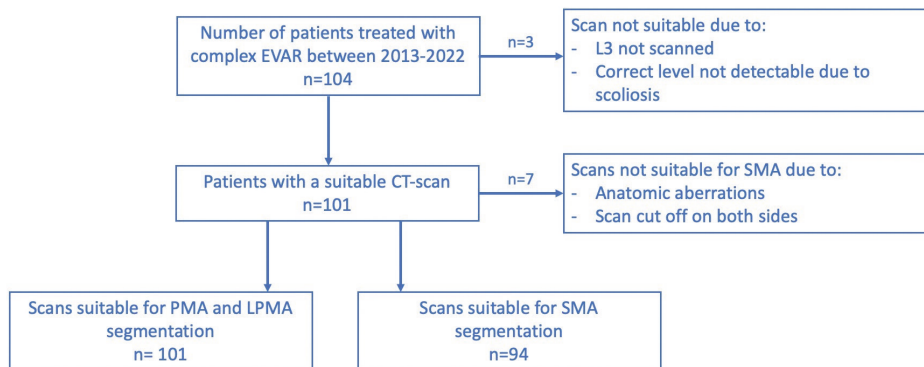 Number of patients treated with
complex EVAR between 2013-2022
n=104
n=3
Scan not suitable due to:
- L3 not scanned
- Correct level not detectable due to
scoliosis
Patients with a suitable CT-scan
n=101
n=7
Scans not suitable for SMA due to:
- Anatomic aberrations
- Scan cut off on both sides
Scans suitable for PMA and LPMA
segmentation
n= 101
Scans suitable for SMA
segmentation
n=94